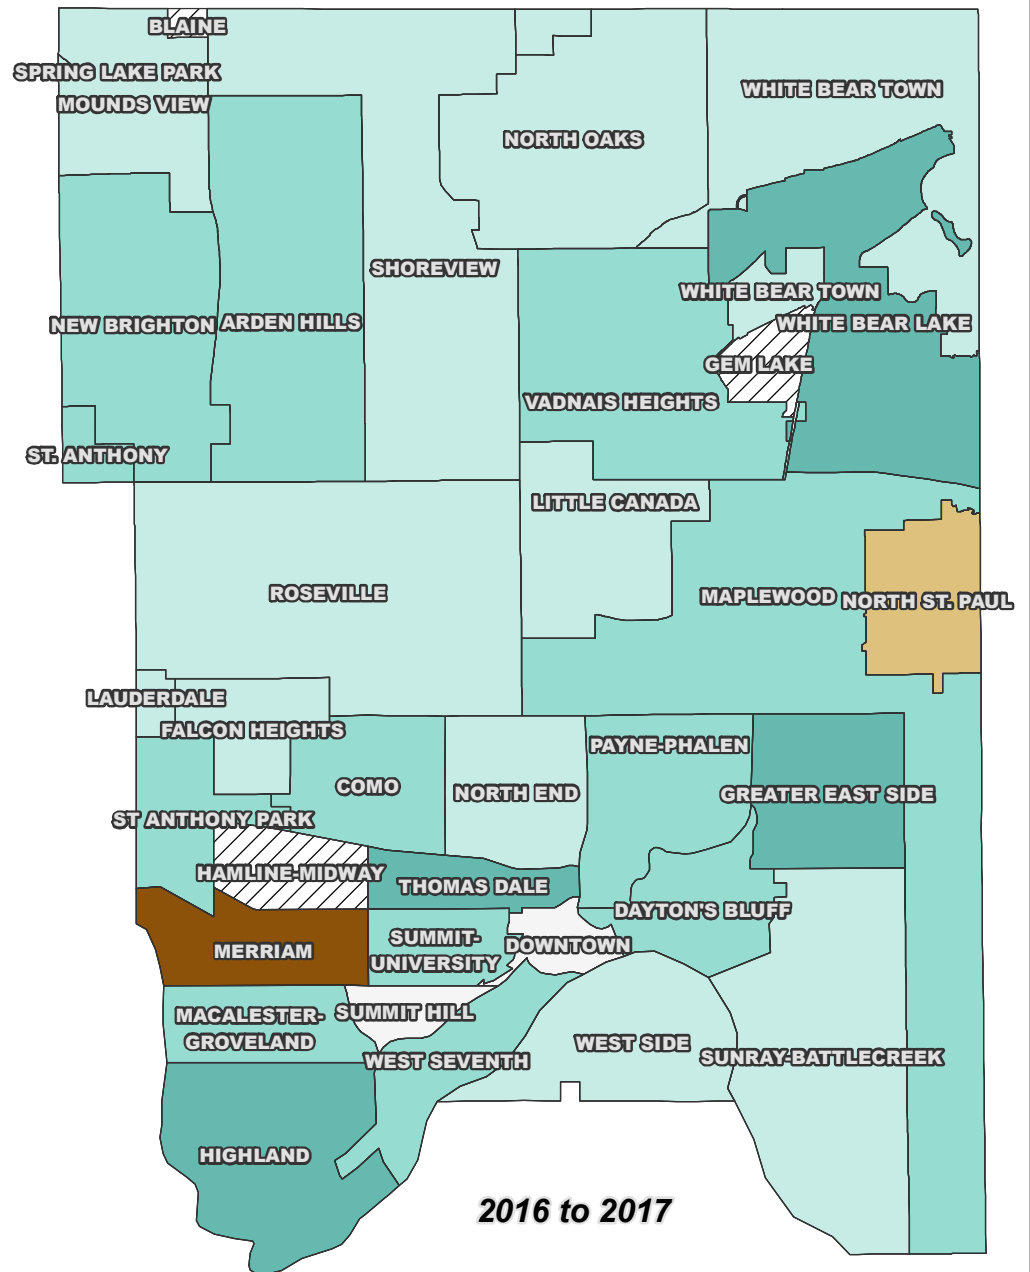 BLAINE
SPRING LAKE PARK
WHITE BEAR TOWN
MOUNDS VIEW
NORTH OAKS
SHOREVIEW
WHITE BEAR TOWN
NEW BRIGHTON
ARDEN HILLS
WHITE BEAR LAKE
GEM LAKE
VADNAIS HEIGHTS
ST. ANTHONY
LITTLE CANADA
ROSEVILLE
MAPLEWOOD
NORTH ST. PAUL
LAUDERDALE
FALCON HEIGHTS
PAYNE-PHALEN
COMO
NORTH END
GREATER EAST SIDE
ST ANTHONY PARK
HAMLINE-MIDWAY
THOMAS DALE
DAYTON'S BLUFF
MERRIAM
SUMMIT-
UNIVERSITY
DOWNTOWN
MACALESTER-
GROVELAND
SUMMIT HILL
WEST SIDE
WEST SEVENTH
SUNRAY-BATTLECREEK
HIGHLAND
2016 to 2017